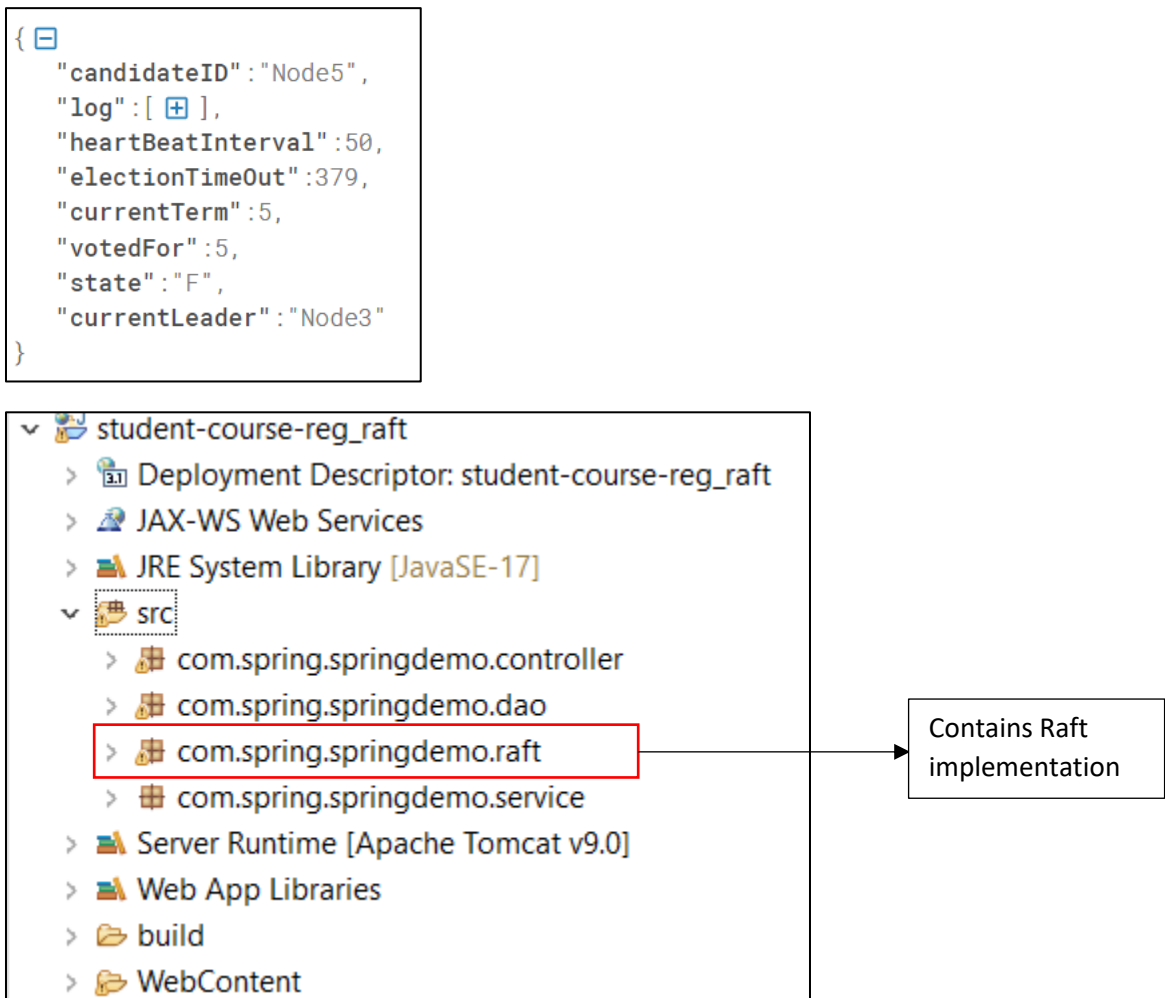 {
"candidateID":"Node5",
"log":[ ],
"heartBeatInterval":50,
"electionTimeOut":379,
"currentTerm":5,
"votedFor":5,
"state":"F",
"currentLeader":"Node3"
}
student-course-reg_raft
3.1 Deployment Descriptor: student-course-reg_raft
JAX-WS Web Services
JRE System Library [JavaSE-17]
src
com.spring.springdemo.controller
com.spring.springdemo.dao
com.spring.springdemo.raft
Contains Raft
implementation
com.spring.springdemo.service
Server Runtime [Apache Tomcat v9.0]
Web App Libraries
build
WebContent